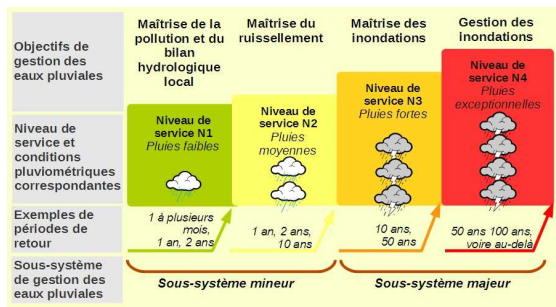 Objectifs de
gestion des
eaux pluviales
Maîtrise de la
pollution et du
bilan
hydrologique
local
Maîtrise du
ruissellement
Maîtrise des
inondations
Gestion des
inondations
Niveau de
service et
conditions
pluviométriques
correspondantes
Niveau de
service N1
Pluies faibles
Niveau de
service N2
Pluies
moyennes
Niveau de
service N3
Pluies fortes
Niveau de
service N4
Pluies
exceptionnelles
Exemples de
périodes de
retour
1 à plusieurs
mois,
1 an, 2 ans
1 an, 2 ans,
10 ans
10 ans,
50 ans
50 ans 100 ans,
voire au-delà
Sous-système
de gestion des
eaux pluviales
Sous-système mineur
Sous-système majeur